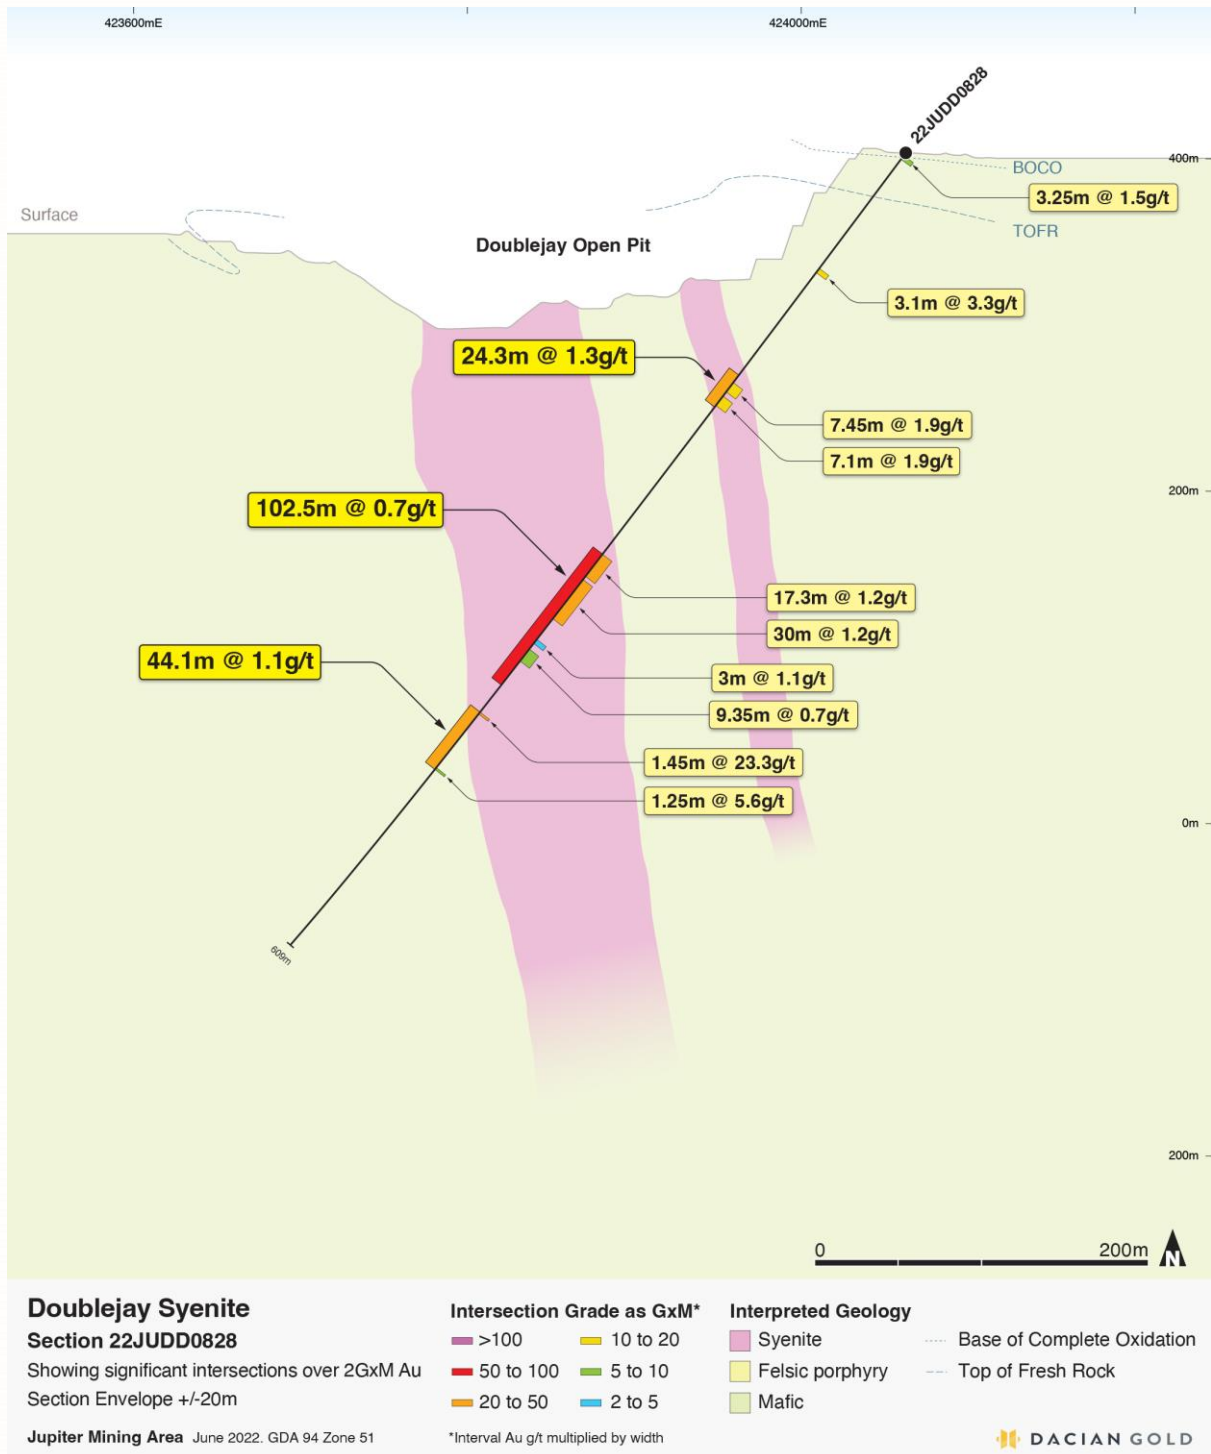 423600mE
424000mE
22JUDD0828
400m
BOCO
3.25m @ 1.5g/t
Surface
TOFR
Doublejay Open Pit
3.1m @ 3.3g/t
24.3m @ 1.3g/t
7.45m @ 1.9g/t
7.1m @ 1.9g/t
200m
102.5m @ 0.7g/t
17.3m @ 1.2g/t
30m @ 1.2g/t
44.1m @ 1.1g/t
3m @ 1.1g/t
9.35m @ 0.7g/t
1.45m @ 23.3g/t
1.25m @ 5.6g/t
0m
609m
200m
0 200m
N
Doublejay Syenite
Section 22JUDD0828
Showing significant intersections over 2GxM Au
Section Envelope +/-20m
Jupiter Mining Area June 2022. GDA 94 Zone 51
Intersection Grade as GxM*
>100
10 to 20
50 to 100
5 to 10
20 to 50
2 to 5
*Interval Au g/t multiplied by width
Interpreted Geology
Syenite
Base of Complete Oxidation
Felsic porphyry
Top of Fresh Rock
Mafic
DACIAN GOLD